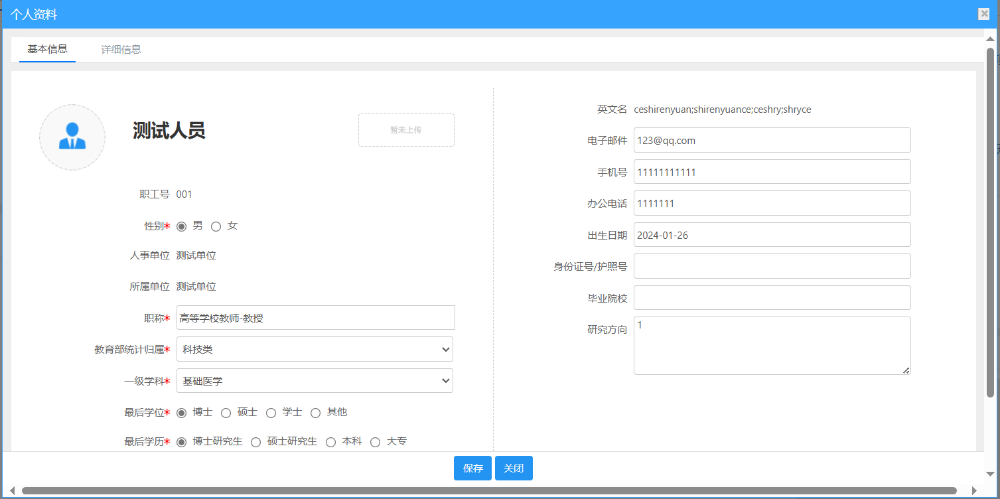 个人资料
基本信息 详细信息
测试人员
暂未上传
职工号 001
性别* 男 女
人事单位 测试单位
所属单位 测试单位
职称* 高等学校教师-教授
教育部统计归属* 科技类
一级学科* 基础医学
最后学位* 博士 硕士 学士 其他
最后学历* 博士研究生 硕士研究生 本科 大专
英文名 ceshirenyuan;shirenyuance;ceshry;shryce
电子邮件 123@qq.com
手机号 11111111111
办公电话 1111111
出生日期 2024-01-26
身份证号/护照号
毕业院校
研究方向 1
保存 关闭